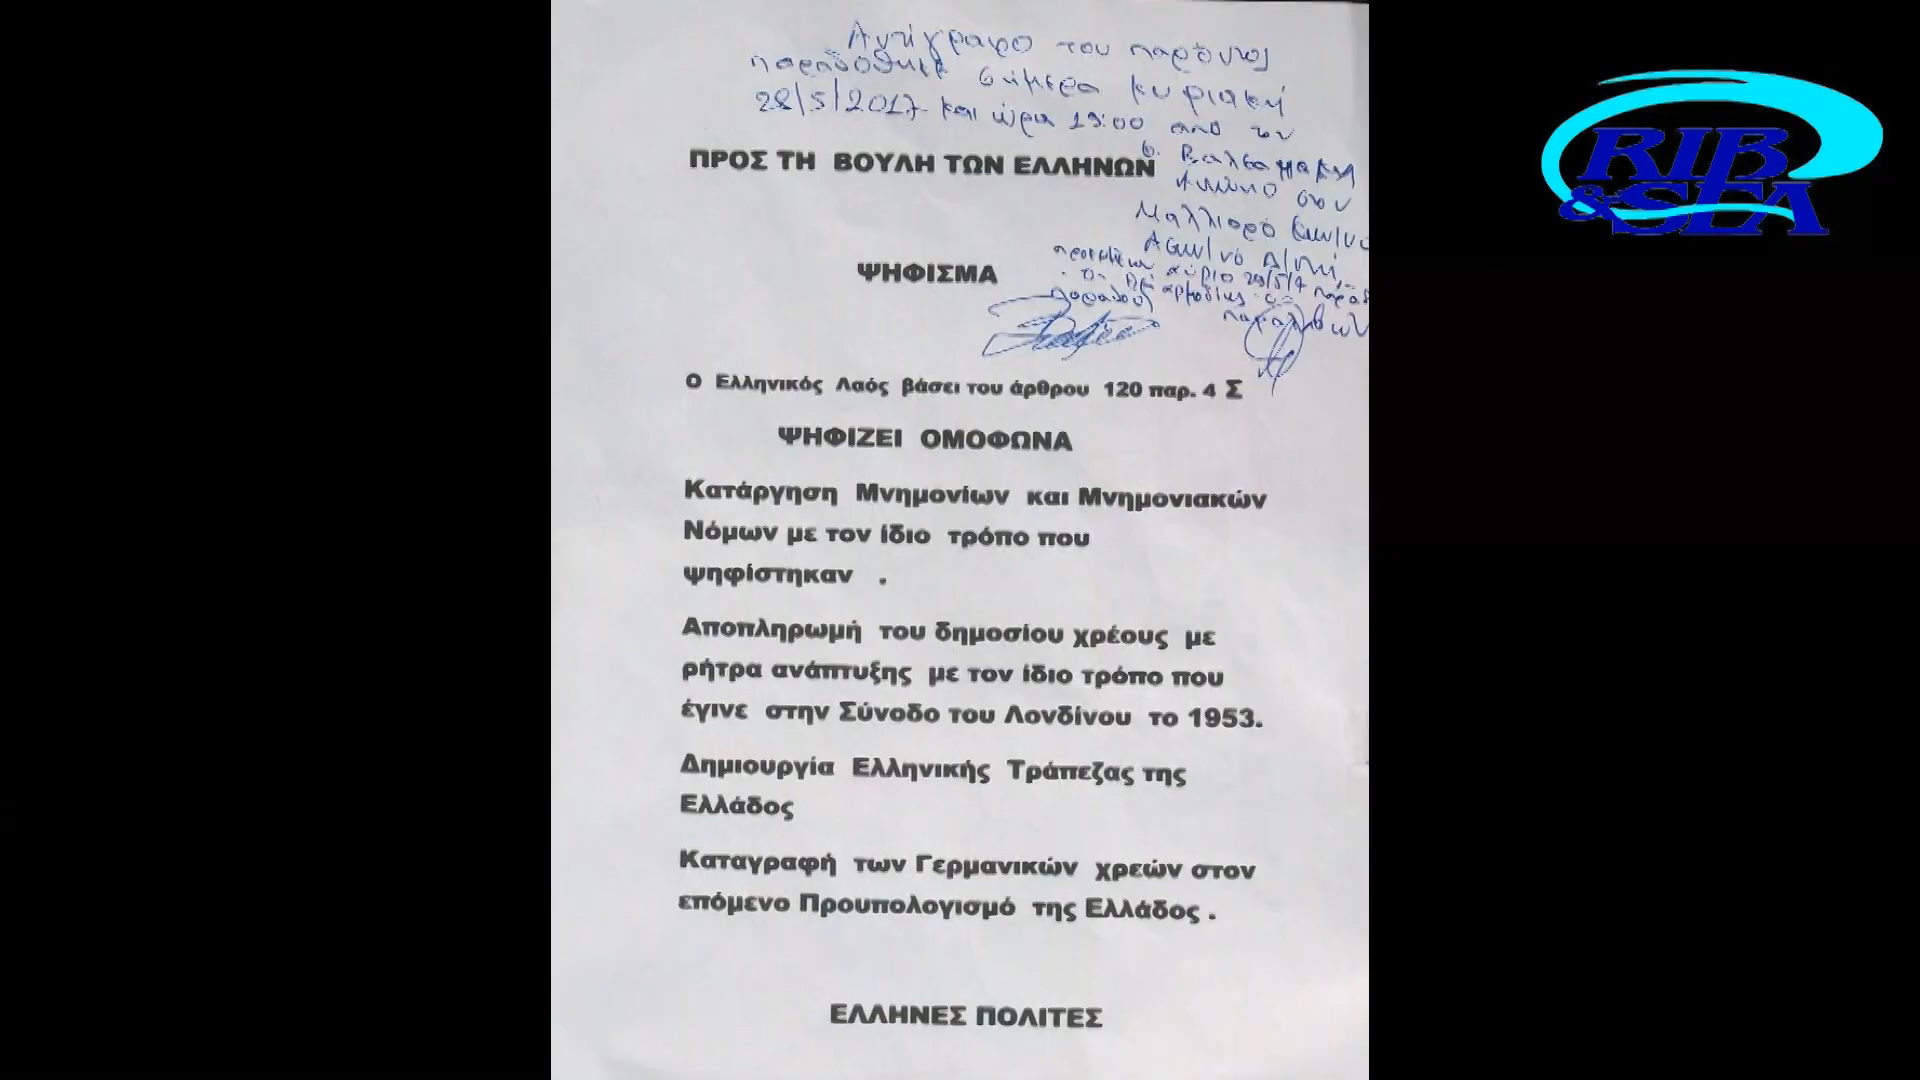 Αντίγραφο του παρόντος
παραδόθηκε σήμερα κυριακή
28/5/2017 και ώρα 19:00 από τον
ΠΡΟΣ ΤΗ ΒΟΥΛΗ ΤΩΝ ΕΛΛΗΝΩΝ
ΨΗΦΙΣΜΑ
Ο Ελληνικός Λαός βάσει του άρθρου 120 παρ. 4 Σ
ΨΗΦΙΖΕΙ ΟΜΟΦΩΝΑ
Κατάργηση Μνημονίων και Μνημονιακών
Νόμων με τον ίδιο τρόπο που
ψηφίστηκαν .
Αποπληρωμή του δημοσίου χρέους με
ρήτρα ανάπτυξης με τον ίδιο τρόπο που
έγινε στην Σύνοδο του Λονδίνου το 1953.
Δημιουργία Ελληνικής Τράπεζας της
Ελλάδος
Καταγραφή των Γερμανικών χρεών στον
επόμενο Προυπολογισμό της Ελλάδος .
ΕΛΛΗΝΕΣ ΠΟΛΙΤΕΣ
RIB
&SEA